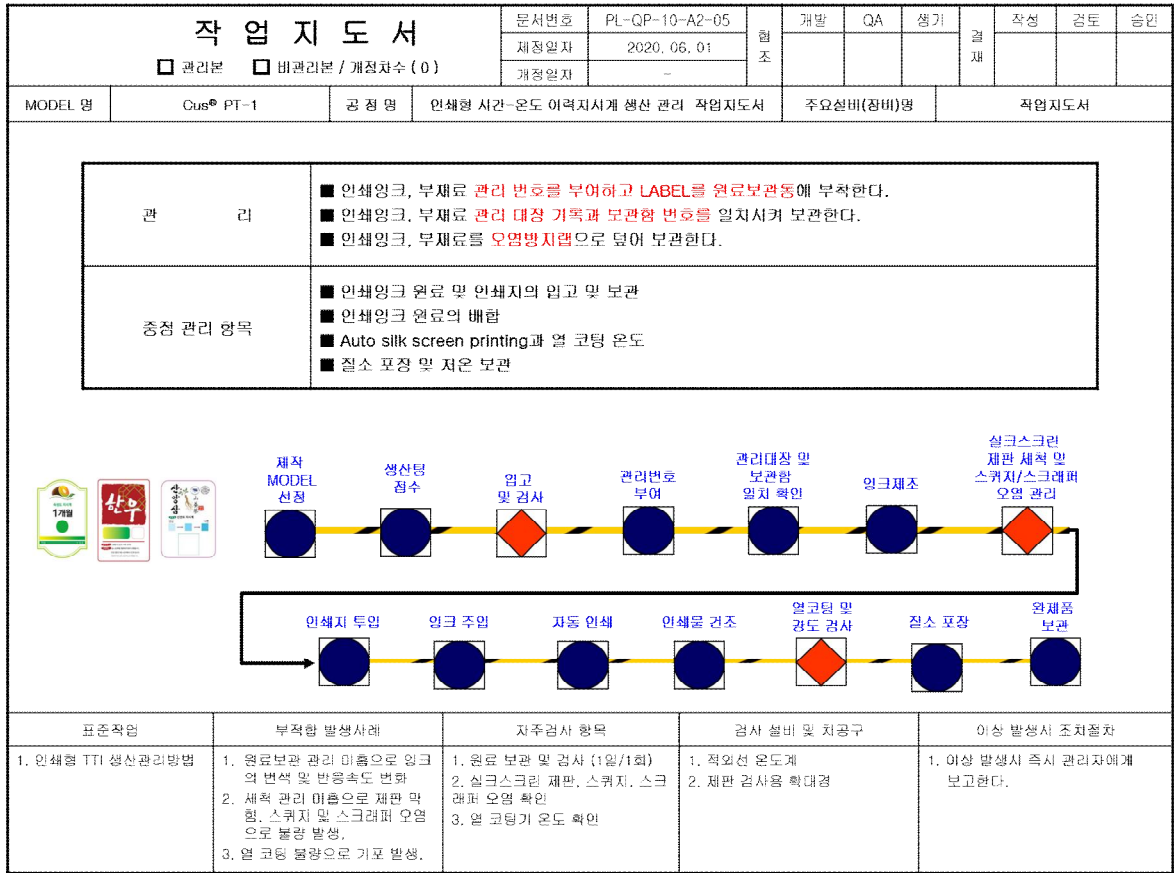 작 업 지 도 서
관리본 비관리본 / 개정차수 ( 0 )
문서번호 PL-QP-10-A2-05
제정일자 2020. 06. 01
개정일자 -
협조 개발 QA 생기
결재 작성 검토 승인
MODEL 명 Cus® PT-1 공 정 명 인쇄형 시간-온도 이력지시계 생산 관리 작업지도서 주요설비(장비)명 작업지도서
관 리
■ 인쇄잉크, 부재료 관리 번호를 부여하고 LABEL를 원료보관통에 부착한다.
■ 인쇄잉크, 부재료 관리 대장 기록과 보관함 번호를 일치시켜 보관한다.
■ 인쇄잉크, 부재료를 오염방지랩으로 덮어 보관한다.
중점 관리 항목
■ 인쇄잉크 원료 및 인쇄지의 입고 및 보관
■ 인쇄잉크 원료의 배합
■ Auto silk screen printing과 열 코팅 온도
■ 질소 포장 및 저온 보관
1개월
한우
산양삼
제작
MODEL
선정
생산팀
접수
입고
및 검사
관리번호
부여
관리대장 및
보관함
일치 확인
잉크제조
실크스크린
제판 세척 및
스퀴지/스크래퍼
오염 관리
인쇄지 투입
잉크 주입
자동 인쇄
인쇄물 건조
열코팅 및
경도 검사
질소 포장
완제품
보관
표준작업
1. 인쇄형 TTI 생산관리방법
부적합 발생사례
1. 원료보관 관리 미흡으로 잉크
의 변색 및 반응속도 변화
2. 세척 관리 미흡으로 제판 막
힘. 스퀴지 및 스크래퍼 오염
으로 불량 발생.
3. 열 코팅 불량으로 기포 발생.
자주검사 항목
1. 원료 보관 및 검사 (1일/1회)
2. 실크스크린 제판, 스퀴지, 스크
래퍼 오염 확인
3. 열 코팅기 온도 확인
검사 설비 및 치공구
1. 적외선 온도계
2. 제판 검사용 확대경
이상 발생시 조치절차
1. 이상 발생시 즉시 관리자에게
보고한다.